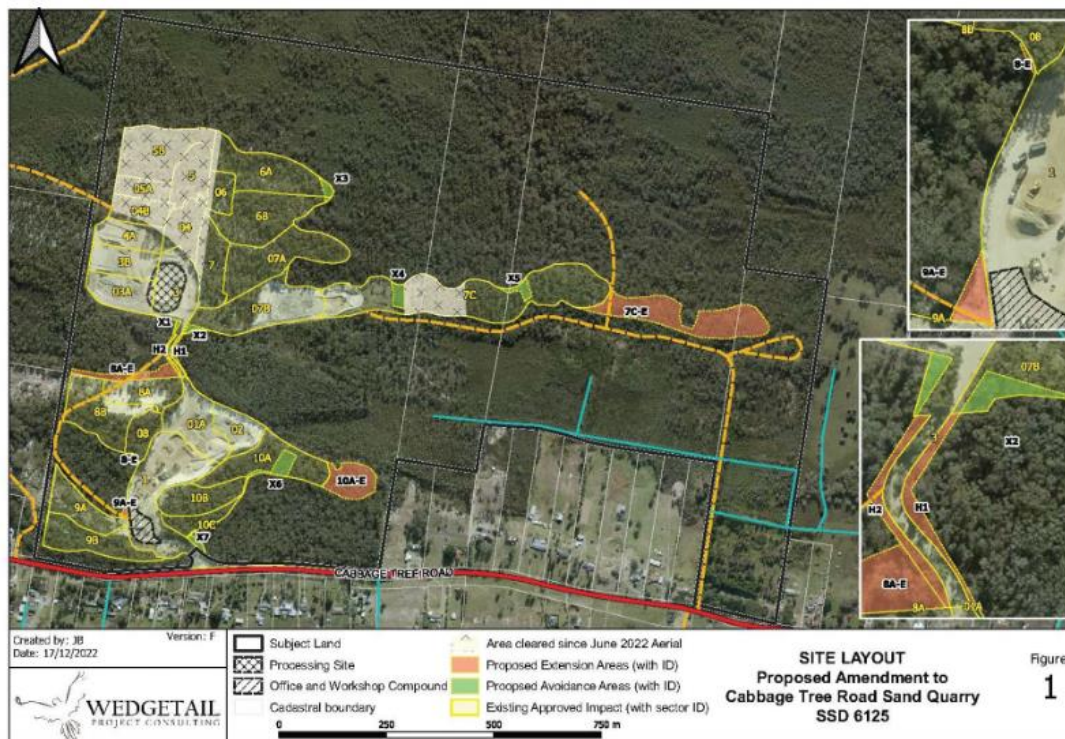 8B
0B
8-E
1
9A-E
9A
5B
5
6A
X3
05A
06
04B
04
6B
4A
3B
7
07A
03A
3
X4
X5
7C
07B
7C-E
X1
X2
H2
H1
8A-E
8A
8B
01A
02
0B
8-E
10A
10A-E
9A-E
1
X6
10B
9A
10C
9B
X7
CABBAGE TREE ROAD
07B
3
X2
H1
H2
8A-E
8A
Created by: JB
Version: F
Date: 17/12/2022
WEDGETAIL
PROJECT CONSULTING
Subject Land
Processing Site
Office and Workshop Compound
Cadastral boundary
Area cleared since June 2022 Aerial
Proposed Extension Areas (with ID)
Propsed Avoidance Areas (with ID)
Existing Approved Impact (with sector ID)
0 250 500 750 m
SITE LAYOUT
Proposed Amendment to
Cabbage Tree Road Sand Quarry
SSD 6125
Figure
1